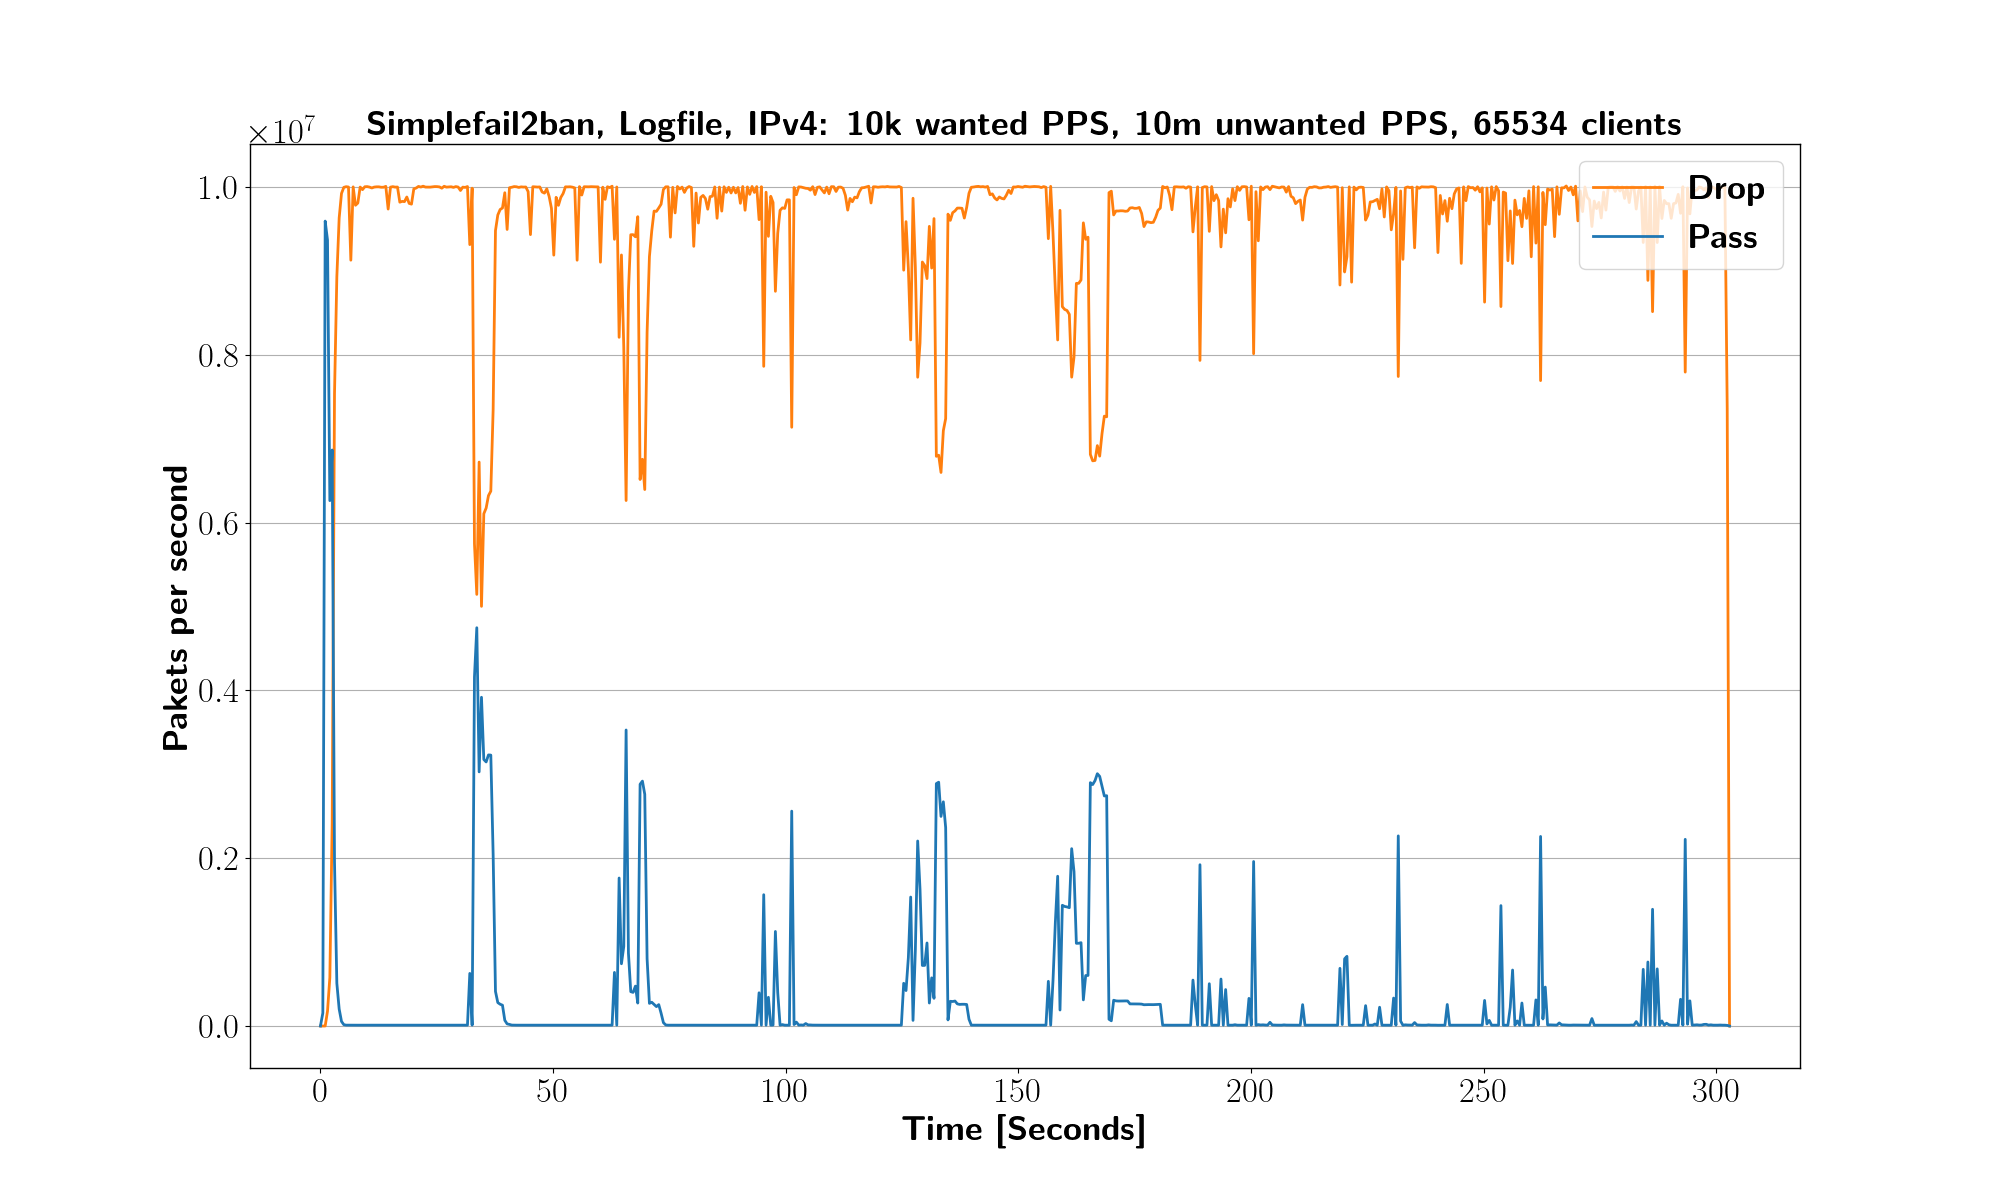 ×10⁷
Simplefail2ban, Logfile, IPv4: 10k wanted PPS, 10m unwanted PPS, 65534 clients
Drop
Pass
1.0
0.8
0.6
0.4
0.2
0.0
Pakets per second
0 50 100 150 200 250 300
Time [Seconds]